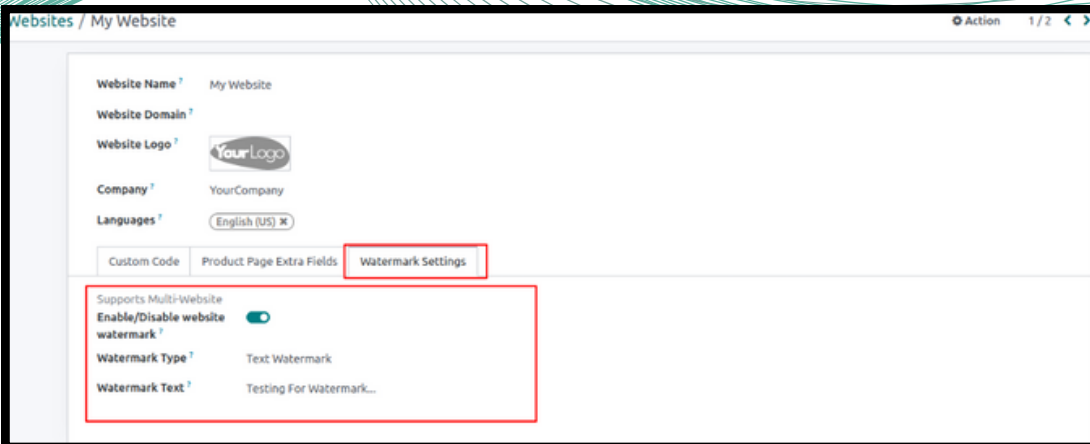 Websites / My Website
Action 1 / 2
Website Name ? My Website
Website Domain ?
Website Logo ? YourLogo
Company ? YourCompany
Languages ? English (US) ✖
Custom Code Product Page Extra Fields Watermark Settings
Supports Multi-Website
Enable/Disable website
watermark ?
Watermark Type ? Text Watermark
Watermark Text ? Testing For Watermark...